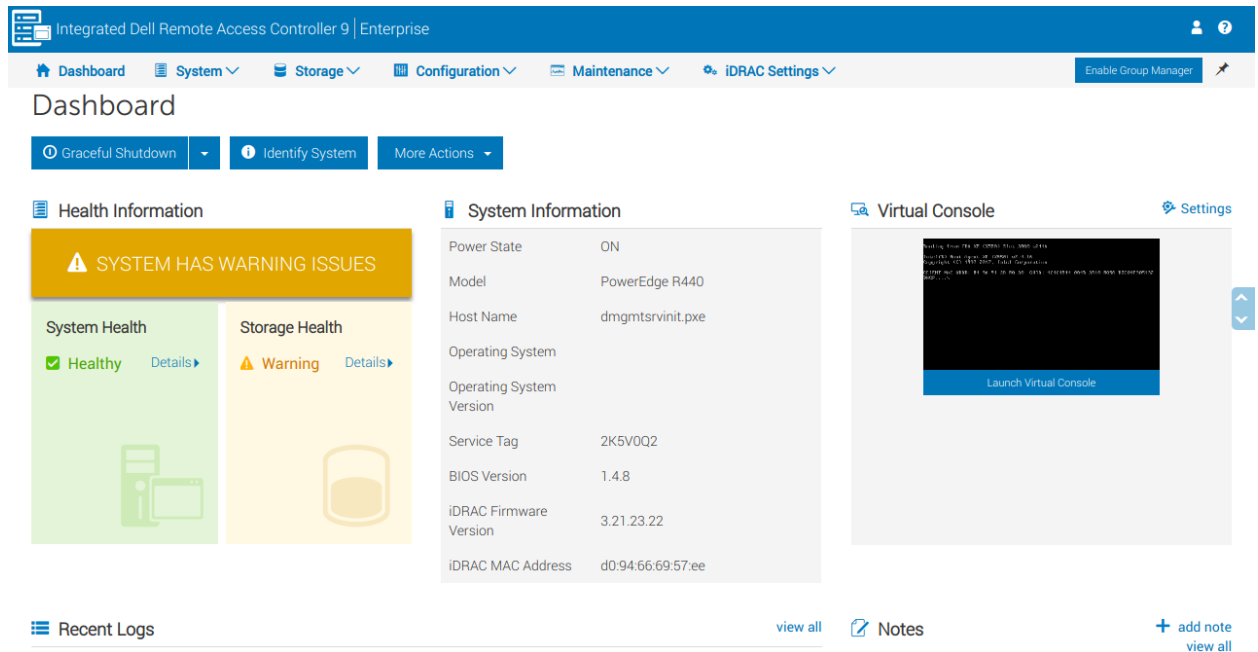 Integrated Dell Remote Access Controller 9 | Enterprise
Dashboard System Storage Configuration Maintenance iDRAC Settings Enable Group Manager
Dashboard
Graceful Shutdown Identify System More Actions
Health Information
SYSTEM HAS WARNING ISSUES
System Health Storage Health
Healthy Details Warning Details
System Information
Power State ON
Model PowerEdge R440
Host Name dmgmtsrvinit.pxe
Operating System
Operating System
Version
Service Tag 2K5V0Q2
BIOS Version 1.4.8
iDRAC Firmware
Version 3.21.23.22
iDRAC MAC Address d0:94:66:69:57:ee
Virtual Console Settings
Launch Virtual Console
Recent Logs view all
Notes add note
view all